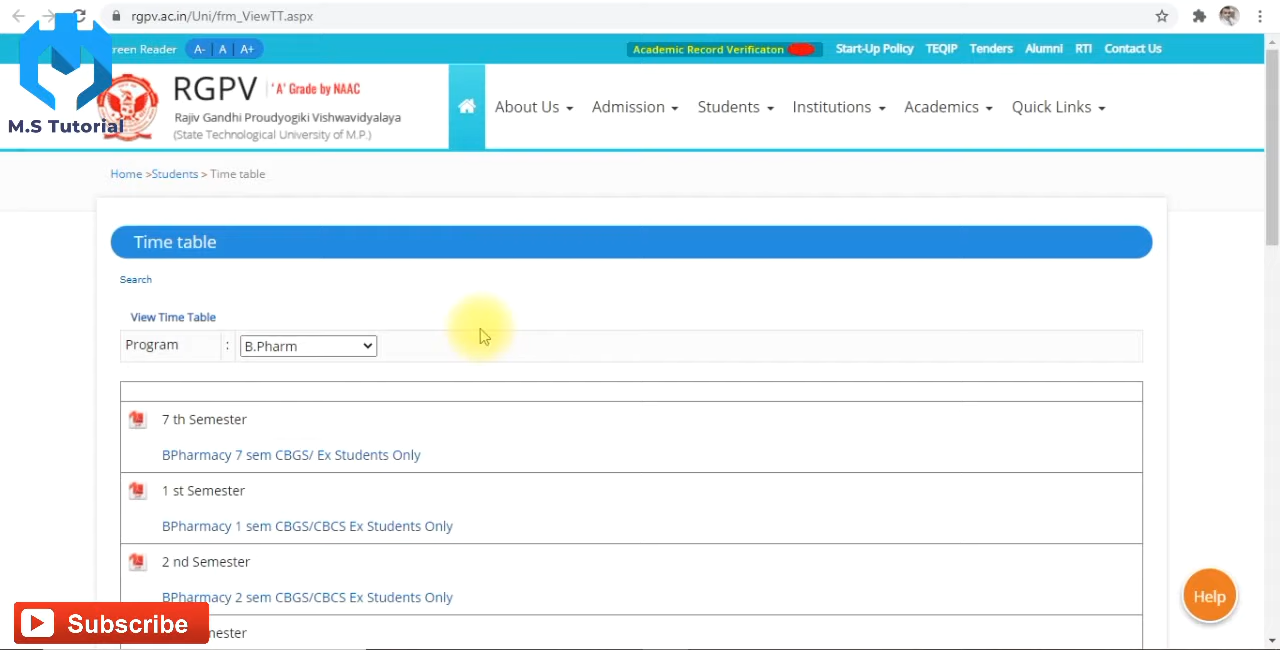 rgpv.ac.in/Uni/frm_ViewTT.aspx
reen Reader A- A A+ Academic Record Verificaton Start-Up Policy TEQIP Tenders Alumni RTI Contact Us
M.S Tutorial
RGPV 'A' Grade by NAAC
Rajiv Gandhi Proudyogiki Vishwavidyalaya
(State Technological University of M.P.)
About Us Admission Students Institutions Academics Quick Links
Home >Students > Time table
Time table
Search
View Time Table
Program : B.Pharm
7 th Semester
BPharmacy 7 sem CBGS/ Ex Students Only
1 st Semester
BPharmacy 1 sem CBGS/CBCS Ex Students Only
2 nd Semester
BPharmacy 2 sem CBGS/CBCS Ex Students Only
mester
Subscribe
Help